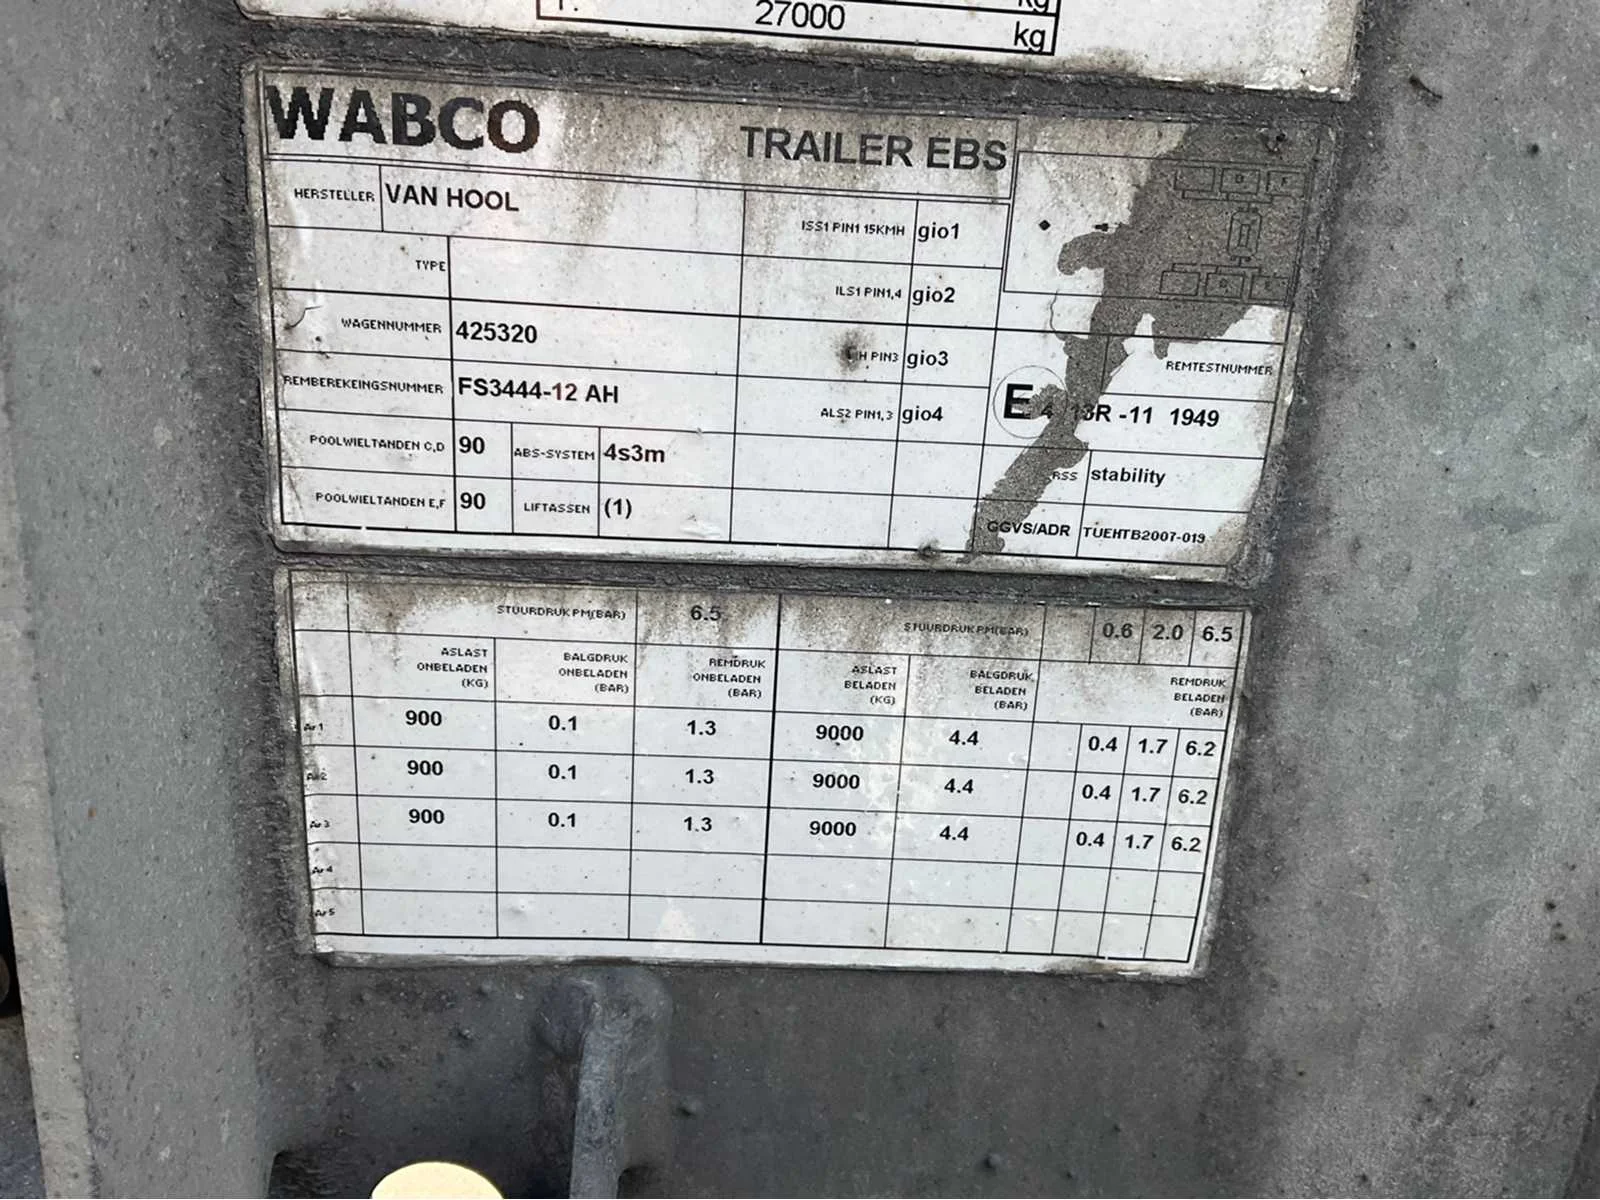 27000 kg
WABCO TRAILER EBS
HERSTELLER VAN HOOL ISS1 PIN1 15KMH gio1
TYPE ILS1 PIN1,4 gio2
WAGENNUMMER 425320 PIN3 gio3 REMTESTNUMMER
REMBEREKEINGSNUMMER FS3444-12 AH ALS2 PIN1,3 gio4 E 4 13R -11 1949
POOLWIELTANDEN C,D 90 ABS-SYSTEM 4s3m RSS stability
POOLWIELTANDEN E,F 90 LIFTASSEN (1) GGVS/ADR TUEHTB2007-019
STUURDRUK PM(BAR) 6.5 STUURDRUK PM(BAR) 0.6 2.0 6.5
ASLAST ONBELADEN (KG) BALGDRUK ONBELADEN (BAR) REMDRUK ONBELADEN (BAR) ASLAST BELADEN (KG) BALGDRUK BELADEN (BAR) REMDRUK BELADEN (BAR)
Ar1 900 0.1 1.3 9000 4.4 0.4 1.7 6.2
Ar2 900 0.1 1.3 9000 4.4 0.4 1.7 6.2
Ar3 900 0.1 1.3 9000 4.4 0.4 1.7 6.2
Ar4
Ar5